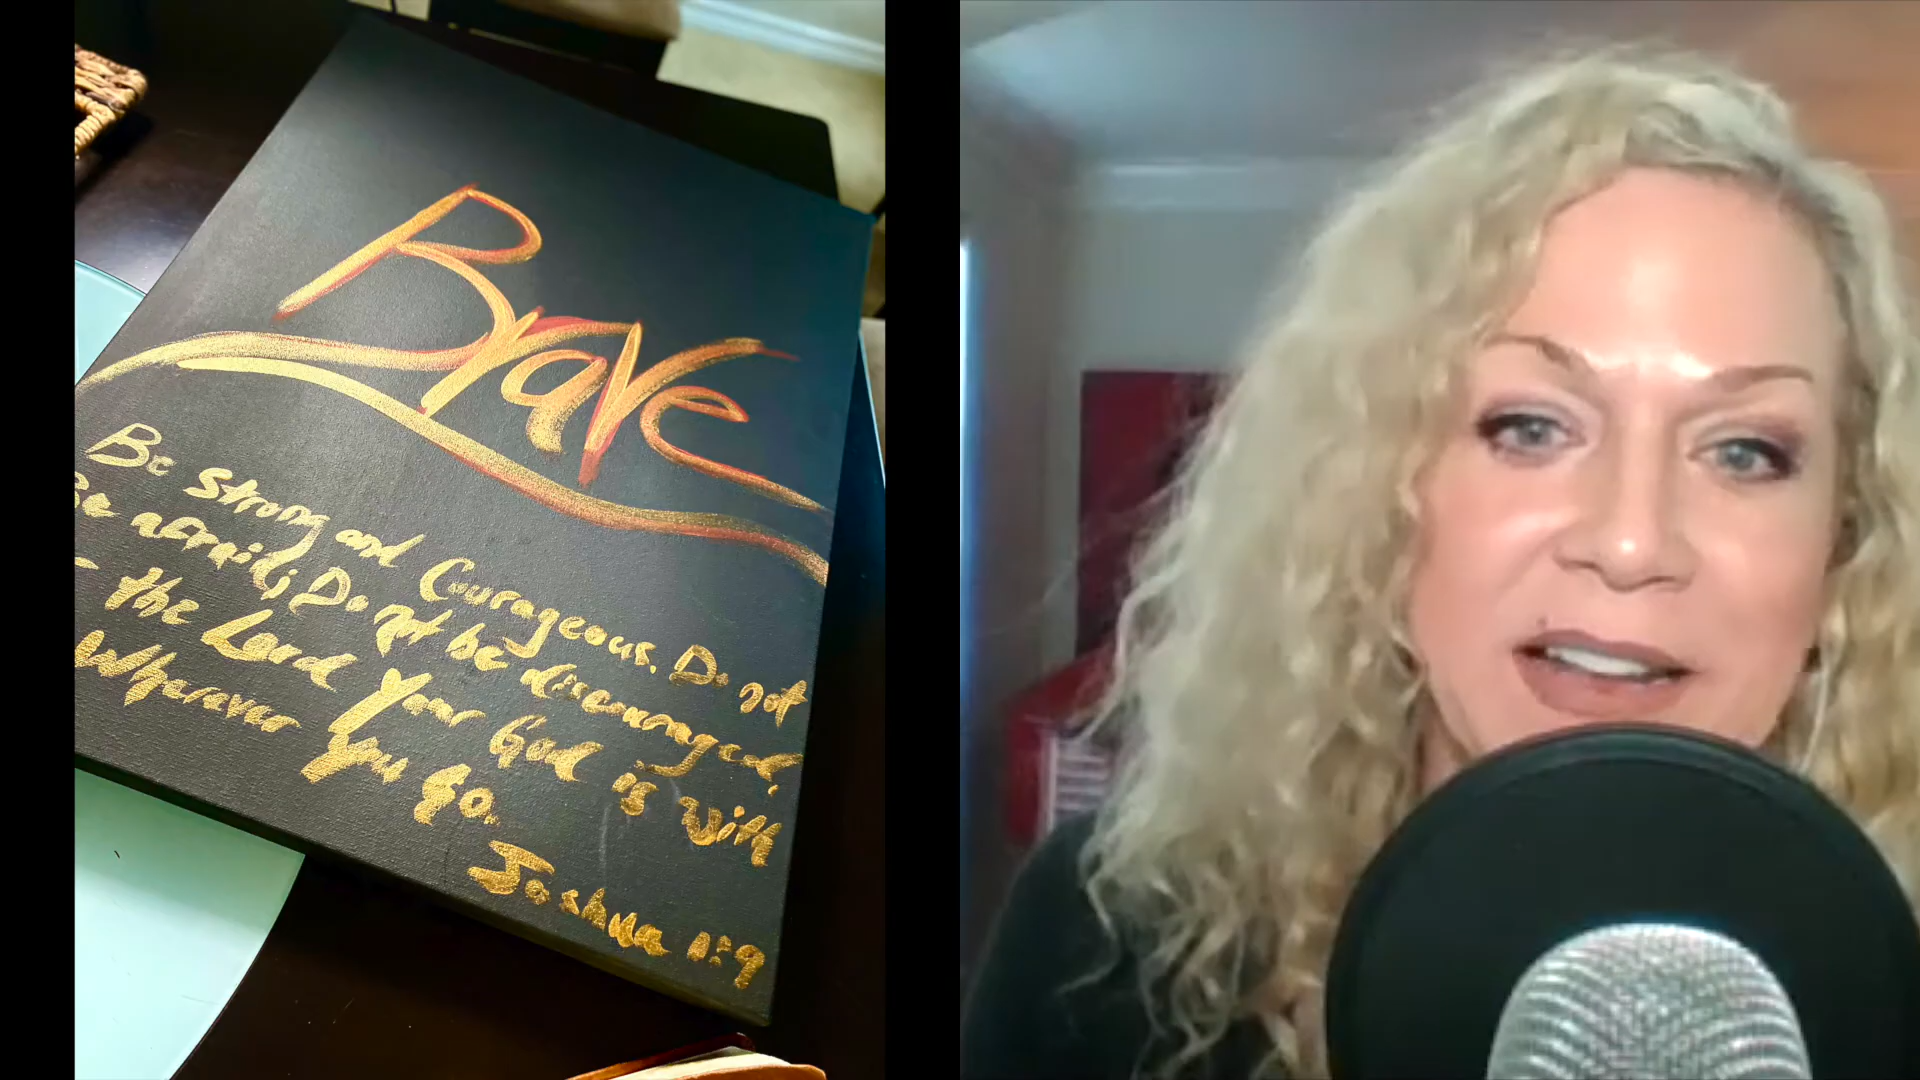 Brave
Be Strong and Courageous. Do not
Be afraid; Do not be discouraged,
the Lord Your God is with
Wherever You Go.
Joshua 1:9